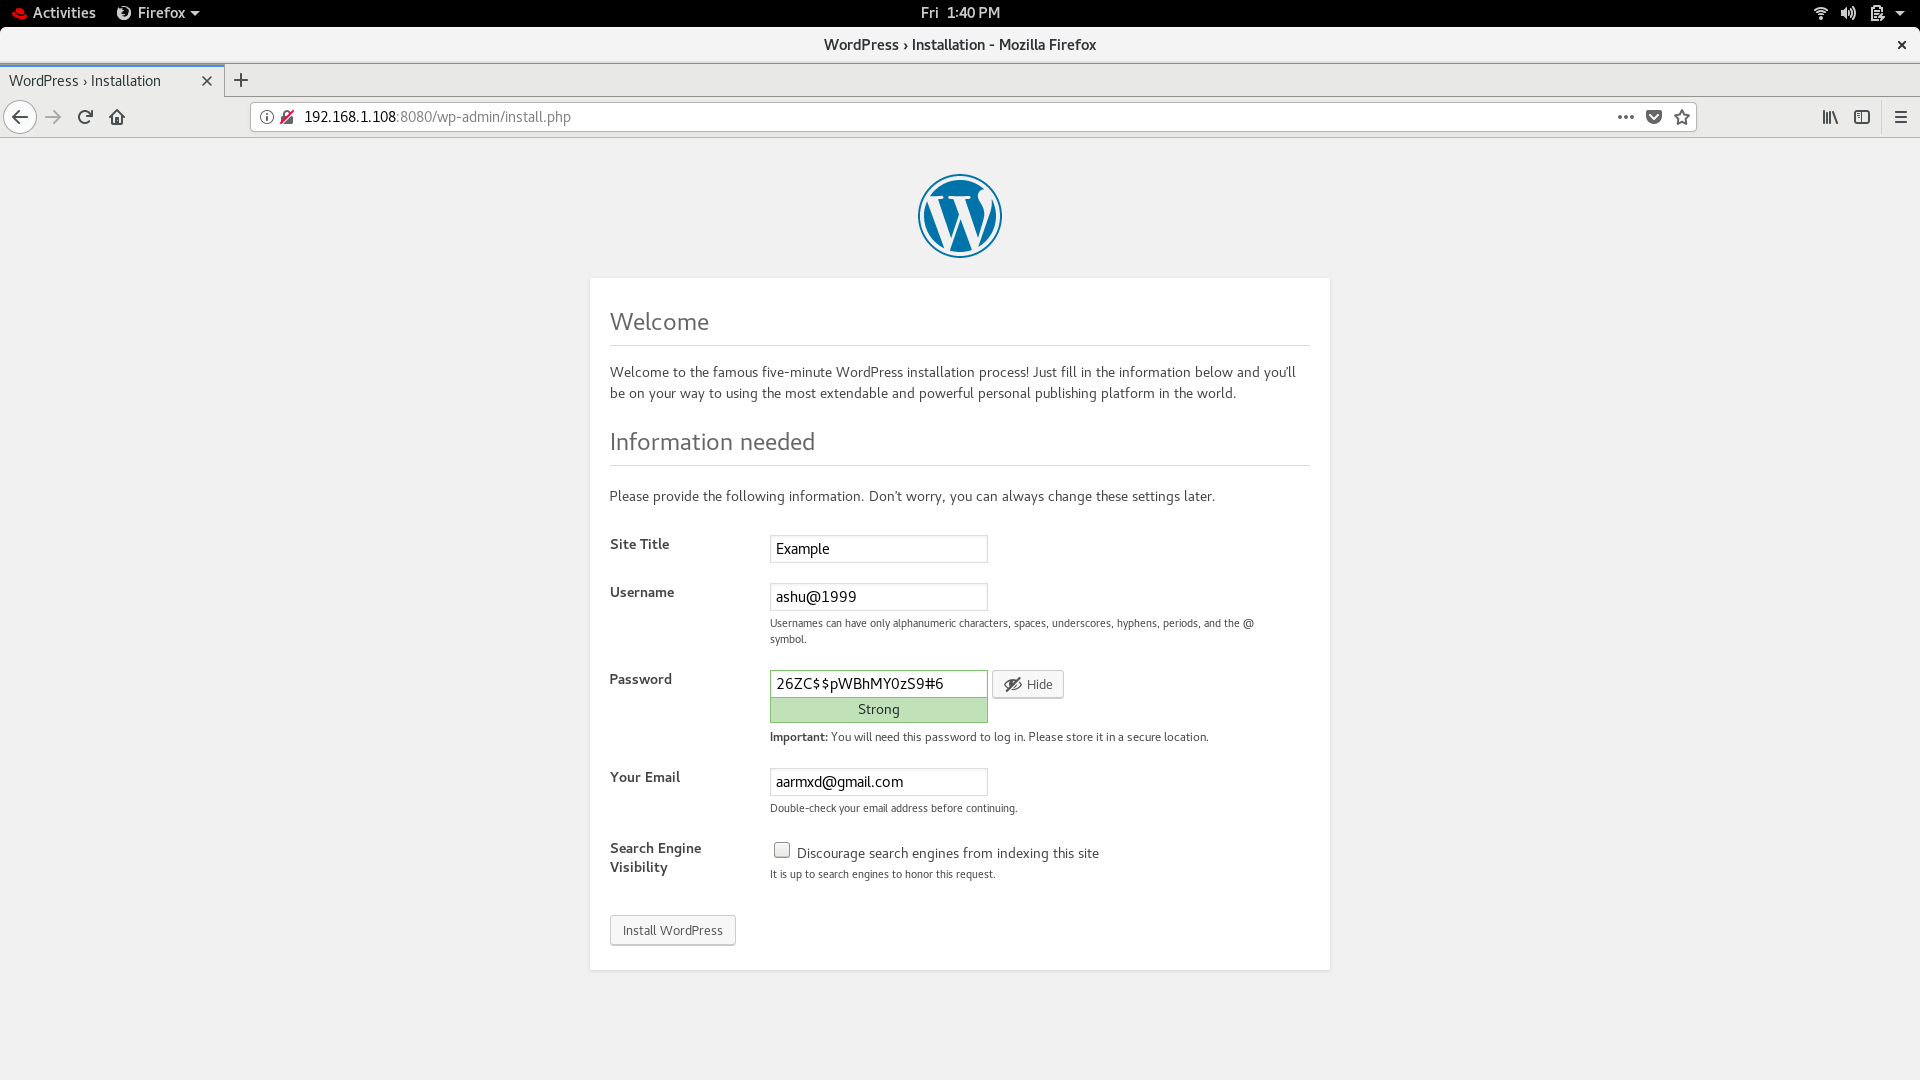 Activities Firefox Fri 1:40 PM
WordPress › Installation - Mozilla Firefox
WordPress › Installation
192.168.1.108:8080/wp-admin/install.php
Welcome
Welcome to the famous five-minute WordPress installation process! Just fill in the information below and you'll
be on your way to using the most extendable and powerful personal publishing platform in the world.
Information needed
Please provide the following information. Don't worry, you can always change these settings later.
Site Title Example
Username ashu@1999
Usernames can have only alphanumeric characters, spaces, underscores, hyphens, periods, and the @
symbol.
Password 26ZC$$pWBhMY0zS9#6 Hide
Strong
Important: You will need this password to log in. Please store it in a secure location.
Your Email aarmxd@gmail.com
Double-check your email address before continuing.
Search Engine
Visibility
Discourage search engines from indexing this site
It is up to search engines to honor this request.
Install WordPress